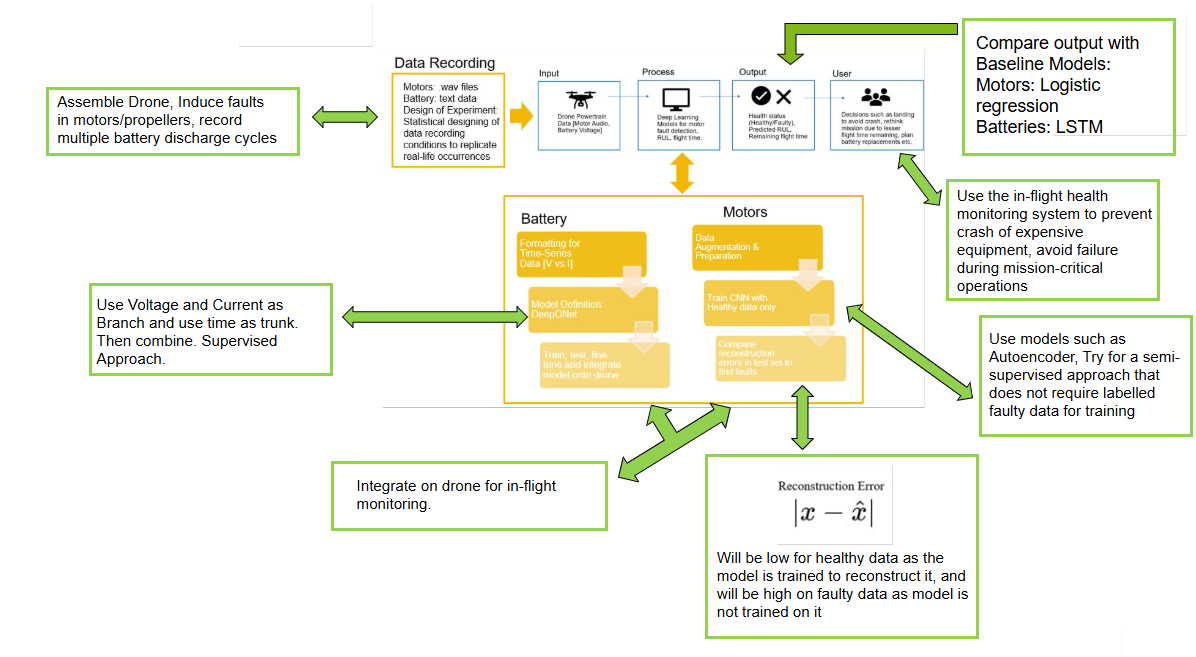 Data Recording
Motors: .wav files
Battery: text data
Design of Experiment:
Statistical designing of
data recording
conditions to replicate
real-life occurrences
Assemble Drone, Induce faults
in motors/propellers, record
multiple battery discharge cycles
Input
Drone Powertrain
Data [Motor Audio,
Battery Voltage]
Process
Deep Learning
Models for motor
fault detection,
RUL, flight time.
Output
Health status
(Healthy/Faulty),
Predicted RUL,
Remaining flight time
User
Decisions such as landing
to avoid crash, rethink
mission due to lesser
flight time remaining, plan
battery replacements etc.
Compare output with
Baseline Models:
Motors: Logistic
regression
Batteries: LSTM
Use the in-flight health
monitoring system to prevent
crash of expensive
equipment, avoid failure
during mission-critical
operations
Battery
Formatting for
Time-Series
Data [V vs I]
Model Definition:
DeepONet
Train, test, fine-
tune and integrate
model onto drone
Motors
Data
Augmentation &
Preparation
Train CNN with
Healthy data only
Compare
reconstruction
errors in test set to
find faults
Use Voltage and Current as
Branch and use time as trunk.
Then combine. Supervised
Approach.
Use models such as
Autoencoder, Try for a semi-
supervised approach that
does not require labelled
faulty data for training
Integrate on drone for in-flight
monitoring.
Reconstruction Error
|x − x̂|
Will be low for healthy data as the
model is trained to reconstruct it, and
will be high on faulty data as model is
not trained on it